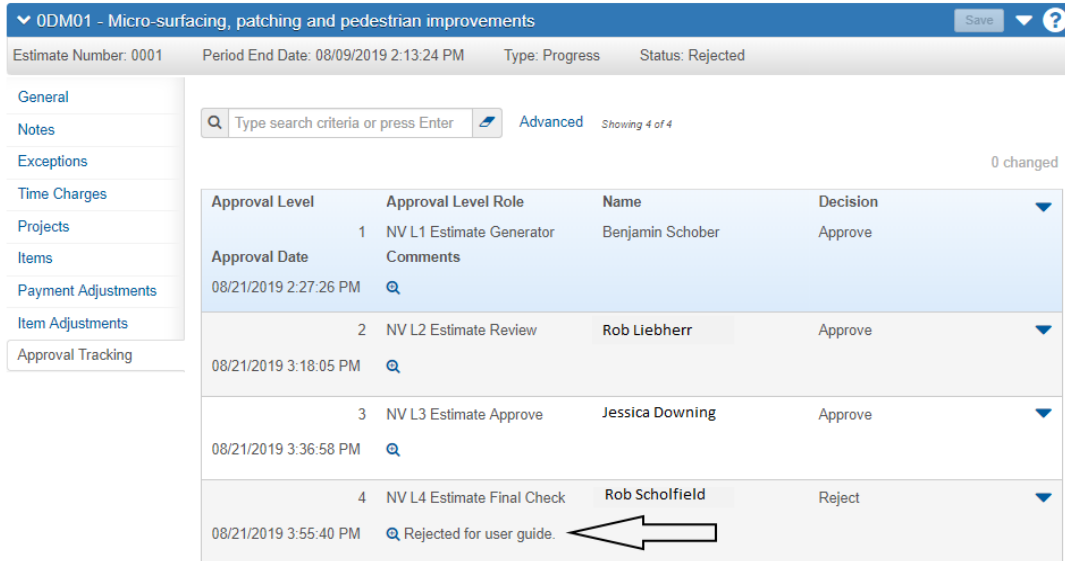 0DM01 - Micro-surfacing, patching and pedestrian improvements Save ?
Estimate Number: 0001 Period End Date: 08/09/2019 2:13:24 PM Type: Progress Status: Rejected
General
Notes
Exceptions
Time Charges
Projects
Items
Payment Adjustments
Item Adjustments
Approval Tracking
Type search criteria or press Enter Advanced Showing 4 of 4
0 changed
Approval Level Approval Level Role Name Decision
1 NV L1 Estimate Generator Benjamin Schober Approve
Approval Date Comments
08/21/2019 2:27:26 PM
2 NV L2 Estimate Review Rob Liebherr Approve
08/21/2019 3:18:05 PM
3 NV L3 Estimate Approve Jessica Downing Approve
08/21/2019 3:36:58 PM
4 NV L4 Estimate Final Check Rob Scholfield Reject
08/21/2019 3:55:40 PM Rejected for user guide.